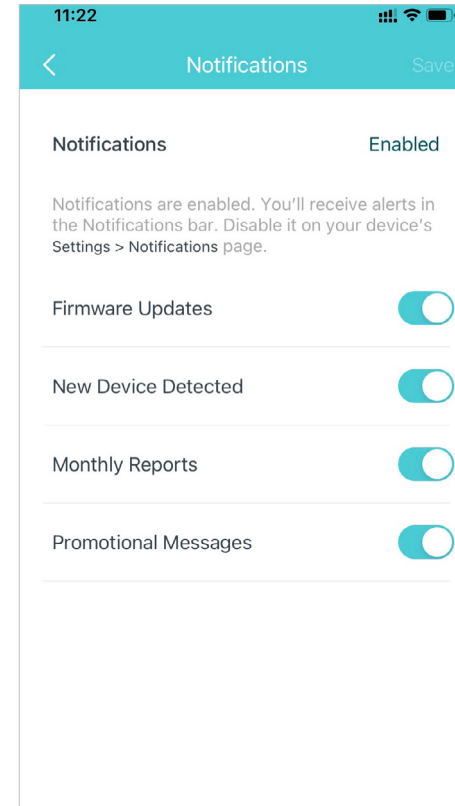 11:22
Notifications Save
Notifications Enabled
Notifications are enabled. You'll receive alerts in
the Notifications bar. Disable it on your device's
Settings > Notifications page.
Firmware Updates
New Device Detected
Monthly Reports
Promotional Messages